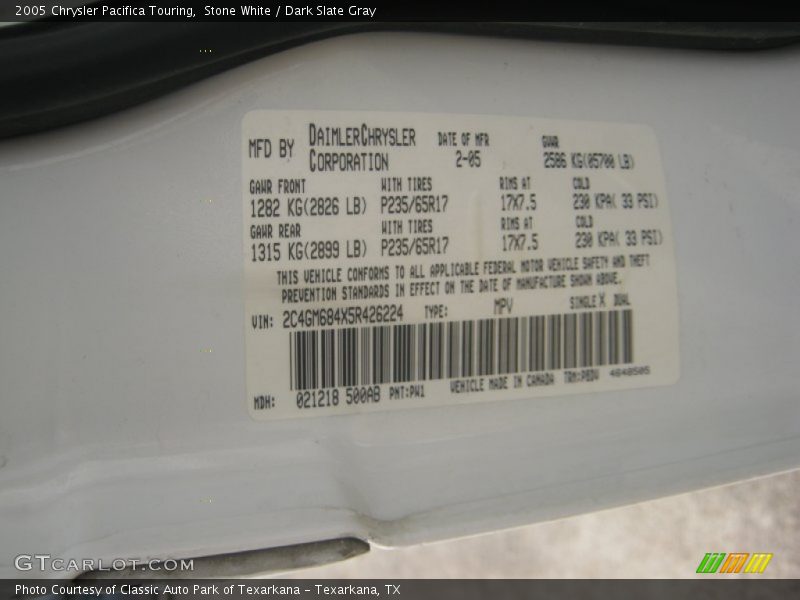 2005 Chrysler Pacifica Touring, Stone White / Dark Slate Gray
MFD BY DAIMLERCHRYSLER CORPORATION DATE OF MFR 2-05 GVWR 2586 KG(05700 LB)
GAWR FRONT WITH TIRES RIMS AT COLD
1282 KG(2826 LB) P235/65R17 17X7.5 230 KPA( 33 PSI)
GAWR REAR WITH TIRES RIMS AT COLD
1315 KG(2899 LB) P235/65R17 17X7.5 230 KPA( 33 PSI)
THIS VEHICLE CONFORMS TO ALL APPLICABLE FEDERAL MOTOR VEHICLE SAFETY AND THEFT
PREVENTION STANDARDS IN EFFECT ON THE DATE OF MANUFACTURE SHOWN ABOVE.
VIN: 2C4GM684X5R426224 TYPE: MPV SINGLE X DUAL
MDH: 021218 500AB PNT:PW1 VEHICLE MADE IN CANADA
GTCARLOT.COM
Photo Courtesy of Classic Auto Park of Texarkana - Texarkana, TX